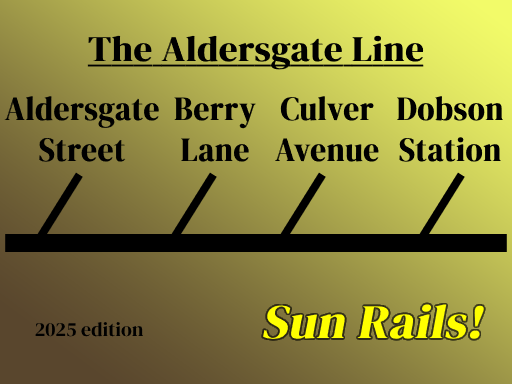 The Aldersgate Line
Aldersgate Street
Berry Lane
Culver Avenue
Dobson Station
2025 edition
Sun Rails!